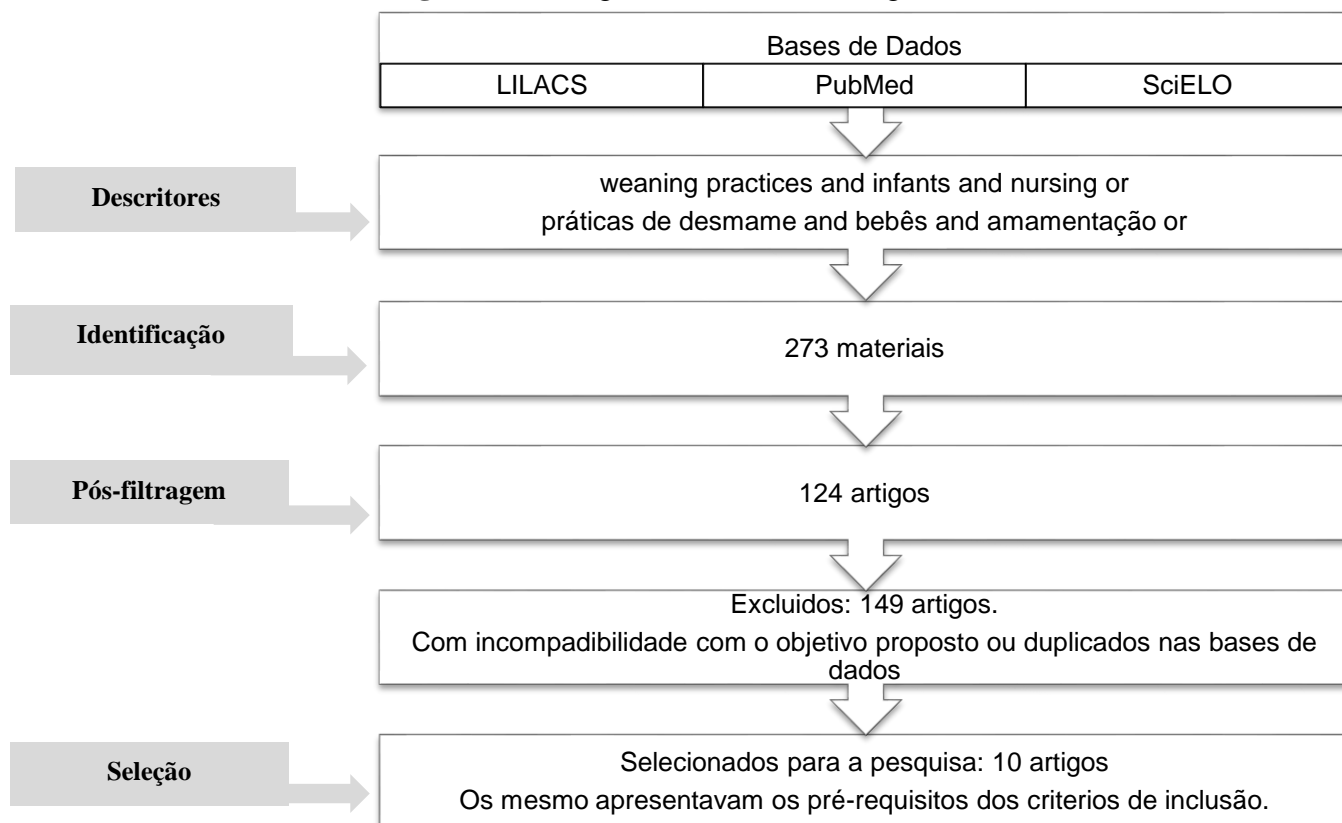 Bases de Dados
LILACS PubMed SciELO
Descritores
weaning practices and infants and nursing or
práticas de desmame and bebês and amamentação or
Identificação
273 materiais
Pós-filtragem
124 artigos
Excluidos: 149 artigos.
Com incompadibilidade com o objetivo proposto ou duplicados nas bases de
dados
Seleção
Selecionados para a pesquisa: 10 artigos
Os mesmo apresentavam os pré-requisitos dos criterios de inclusão.